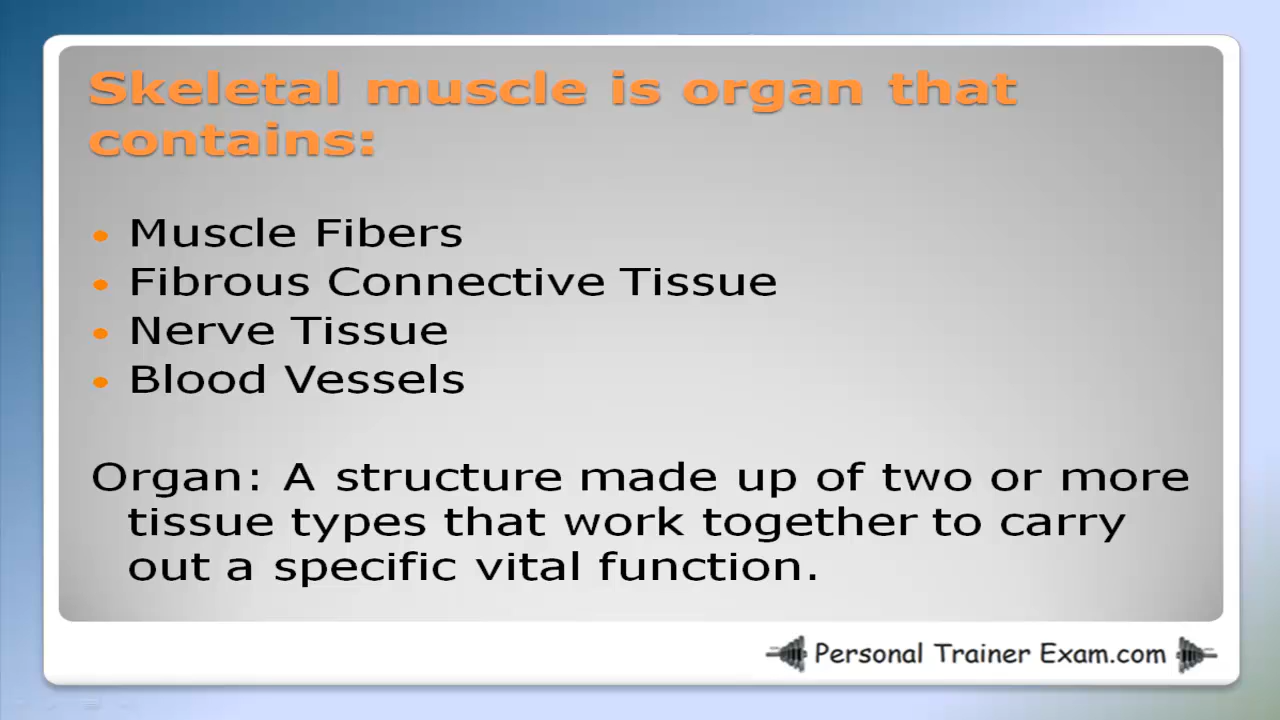 Skeletal muscle is organ that
contains:
• Muscle Fibers
• Fibrous Connective Tissue
• Nerve Tissue
• Blood Vessels
Organ: A structure made up of two or more
tissue types that work together to carry
out a specific vital function.
Personal Trainer Exam.com